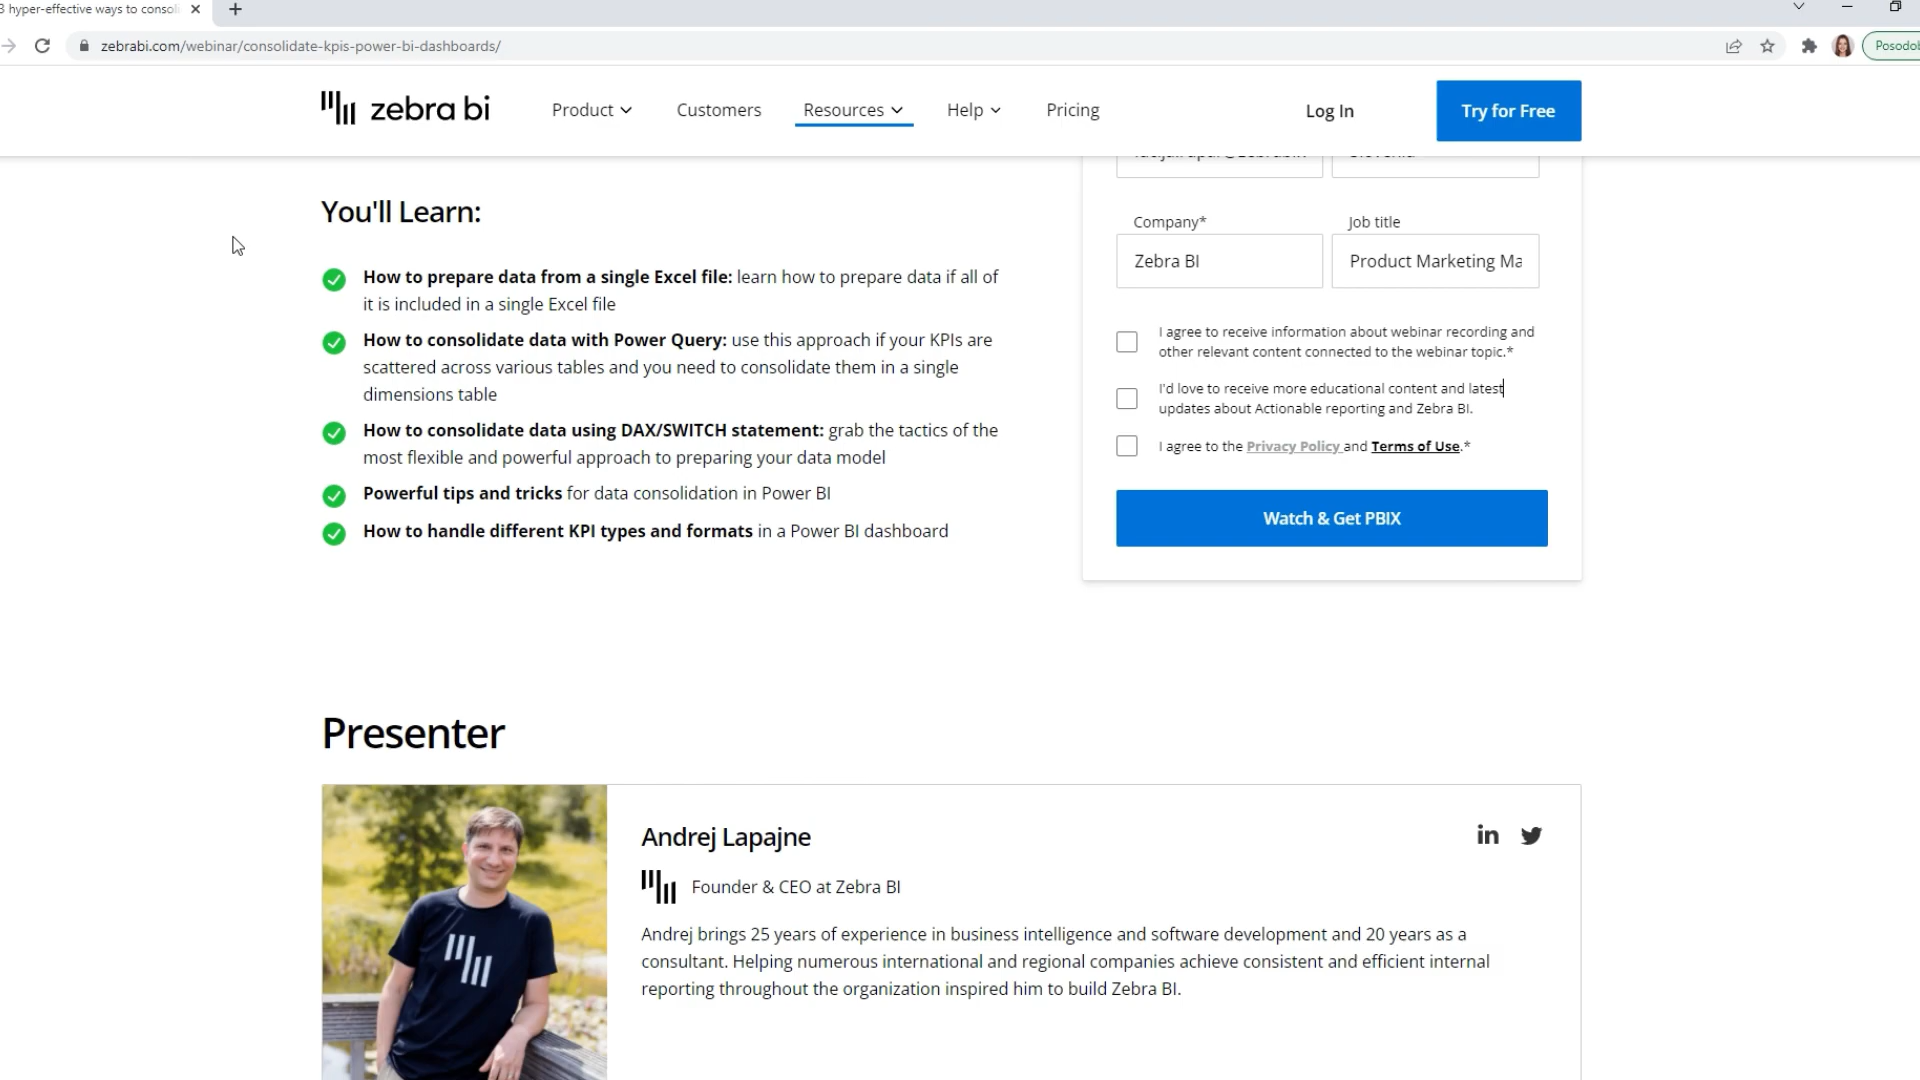 3 hyper-effective ways to consoli
zebrabi.com/webinar/consolidate-kpis-power-bi-dashboards/
zebra bi
Product
Customers
Resources
Help
Pricing
Log In
Try for Free
You'll Learn:
How to prepare data from a single Excel file: learn how to prepare data if all of
it is included in a single Excel file
How to consolidate data with Power Query: use this approach if your KPIs are
scattered across various tables and you need to consolidate them in a single
dimensions table
How to consolidate data using DAX/SWITCH statement: grab the tactics of the
most flexible and powerful approach to preparing your data model
Powerful tips and tricks for data consolidation in Power BI
How to handle different KPI types and formats in a Power BI dashboard
Company*
Job title
Zebra BI
Product Marketing Ma
I agree to receive information about webinar recording and
other relevant content connected to the webinar topic.*
I'd love to receive more educational content and latest
updates about Actionable reporting and Zebra BI.
I agree to the Privacy Policy and Terms of Use.*
Watch & Get PBIX
Presenter
Andrej Lapajne
Founder & CEO at Zebra BI
Andrej brings 25 years of experience in business intelligence and software development and 20 years as a
consultant. Helping numerous international and regional companies achieve consistent and efficient internal
reporting throughout the organization inspired him to build Zebra BI.